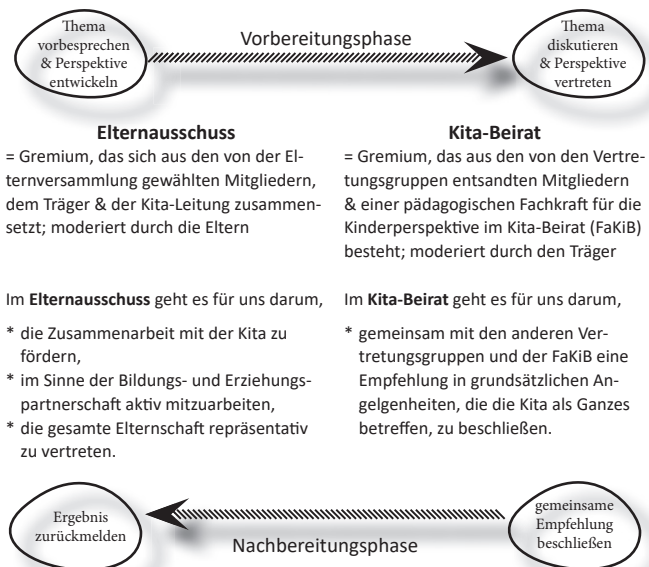 Thema
vorbesprechen
& Perspektive
entwickeln
Vorbereitungsphase
Thema
diskutieren
& Perspektive
vertreten
Elternausschuss
= Gremium, das sich aus den von der El-
ternversammlung gewählten Mitgliedern,
dem Träger & der Kita-Leitung zusammen-
setzt; moderiert durch die Eltern
Im Elternausschuss geht es für uns darum,
* die Zusammenarbeit mit der Kita zu
fördern,
* im Sinne der Bildungs- und Erziehungs-
partnerschaft aktiv mitzuarbeiten,
* die gesamte Elternschaft repräsentativ
zu vertreten.
Kita-Beirat
= Gremium, das aus den von den Vertre-
tungsgruppen entsandten Mitgliedern
& einer pädagogischen Fachkraft für die
Kinderperspektive im Kita-Beirat (FaKiB)
besteht; moderiert durch den Träger
Im Kita-Beirat geht es für uns darum,
* gemeinsam mit den anderen Ver-
tretungsgruppen und der FaKiB eine
Empfehlung in grundsätzlichen An-
gelgenheiten, die die Kita als Ganzes
betreffen, zu beschließen.
Ergebnis
zurückmelden
Nachbereitungsphase
gemeinsame
Empfehlung
beschließen